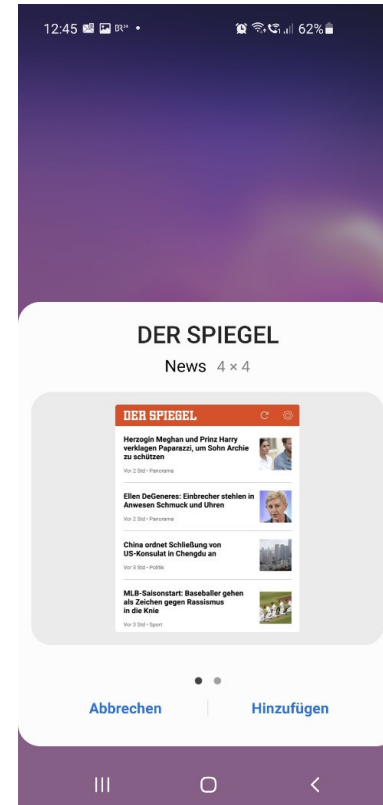 12:45
62%
DER SPIEGEL
News 4 × 4
DER SPIEGEL
Herzogin Meghan und Prinz Harry
verklagen Paparazzi, um Sohn Archie
zu schützen
Vor 2 Std • Panorama
Ellen DeGeneres: Einbrecher stehlen in
Anwesen Schmuck und Uhren
Vor 2 Std • Panorama
China ordnet Schließung von
US-Konsulat in Chengdu an
Vor 3 Std • Politik
MLB-Saisonstart: Baseballer gehen
als Zeichen gegen Rassismus
in die Knie
Vor 3 Std • Sport
Abbrechen
Hinzufügen